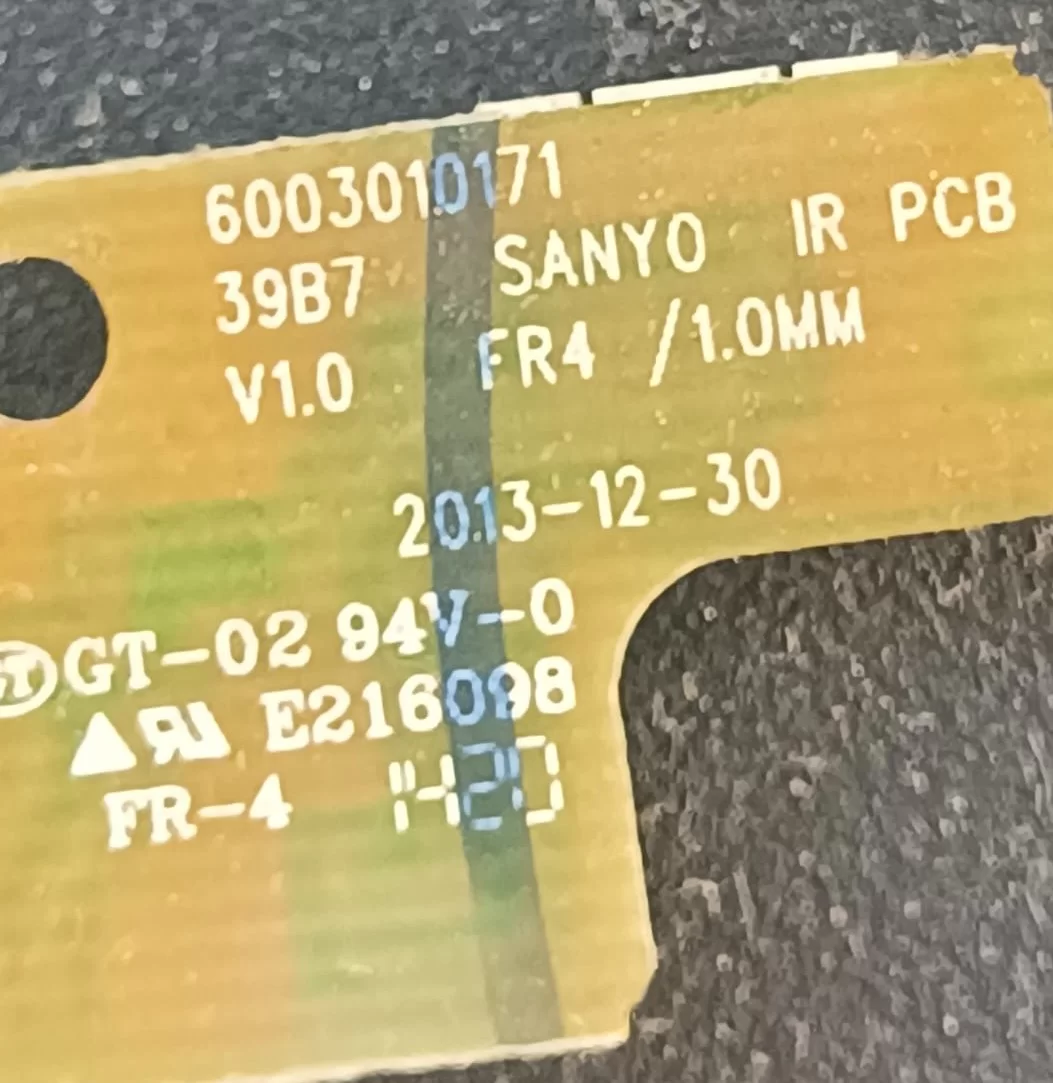 6003010171
39B7 SANYO IR PCB
V1.0 FR4 /1.0MM
2013-12-30
GT-02 94V-0
E216098
FR-4 1420